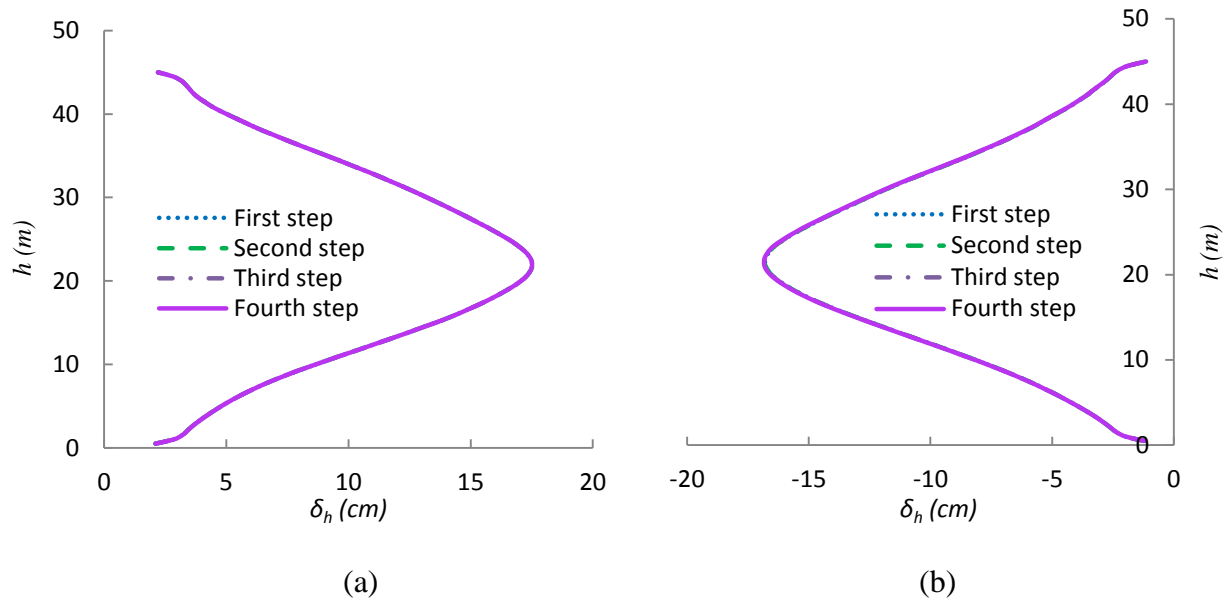 50
40
30
20
10
0
h (m)
First step
Second step
Third step
Fourth step
0 5 10 15 20
δh (cm)
(a)
50
40
30
20
10
0
h (m)
First step
Second step
Third step
Fourth step
-20 -15 -10 -5 0
δh (cm)
(b)